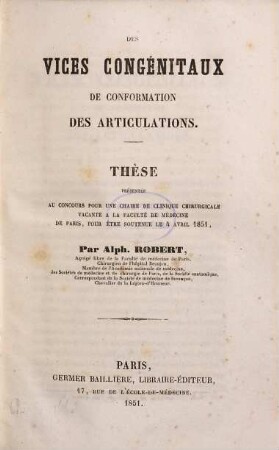 DES
VICES CONGÉNITAUX
DE CONFORMATION
DES ARTICULATIONS.
THÈSE
PRÉSENTÉE
AU CONCOURS POUR UNE CHAIRE DE CLINIQUE CHIRURGICALE
VACANTE A LA FACULTÉ DE MÉDECINE
DE PARIS, POUR ÊTRE SOUTENUE LE 4 AVRIL 1851,
Par Alph. ROBERT,
Agrégé libre de la Faculté de médecine de Paris,
Chirurgien de l'hôpital Beaujon,
Membre de l'Académie nationale de médecine,
des Sociétés de médecine et de chirurgie de Paris, de la Société anatomique,
Correspondant de la Société de médecine de Besançon,
Chevalier de la Légion-d'Honneur.
PARIS,
GERMER BAILLIÈRE, LIBRAIRE-ÉDITEUR,
17, RUE DE L'ÉCOLE-DE-MÉDECINE.
1851.